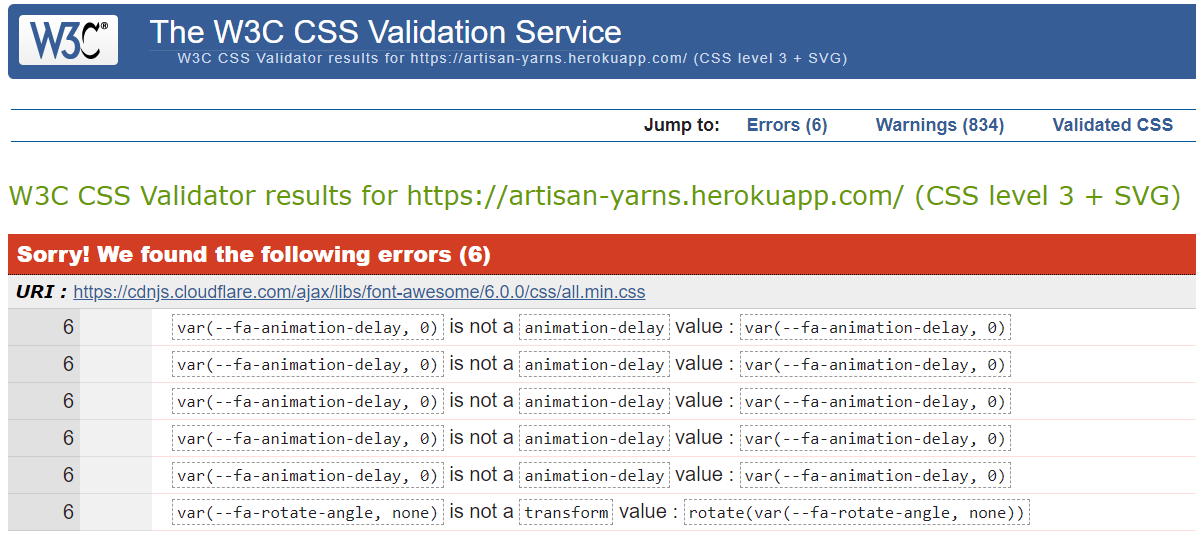 W3C® The W3C CSS Validation Service
W3C CSS Validator results for https://artisan-yarns.herokuapp.com/ (CSS level 3 + SVG)
Jump to: Errors (6) Warnings (834) Validated CSS
W3C CSS Validator results for https://artisan-yarns.herokuapp.com/ (CSS level 3 + SVG)
Sorry! We found the following errors (6)
URI : https://cdnjs.cloudflare.com/ajax/libs/font-awesome/6.0.0/css/all.min.css
6 var(--fa-animation-delay, 0) is not a animation-delay value : var(--fa-animation-delay, 0)
6 var(--fa-animation-delay, 0) is not a animation-delay value : var(--fa-animation-delay, 0)
6 var(--fa-animation-delay, 0) is not a animation-delay value : var(--fa-animation-delay, 0)
6 var(--fa-animation-delay, 0) is not a animation-delay value : var(--fa-animation-delay, 0)
6 var(--fa-animation-delay, 0) is not a animation-delay value : var(--fa-animation-delay, 0)
6 var(--fa-rotate-angle, none) is not a transform value : rotate(var(--fa-rotate-angle, none))